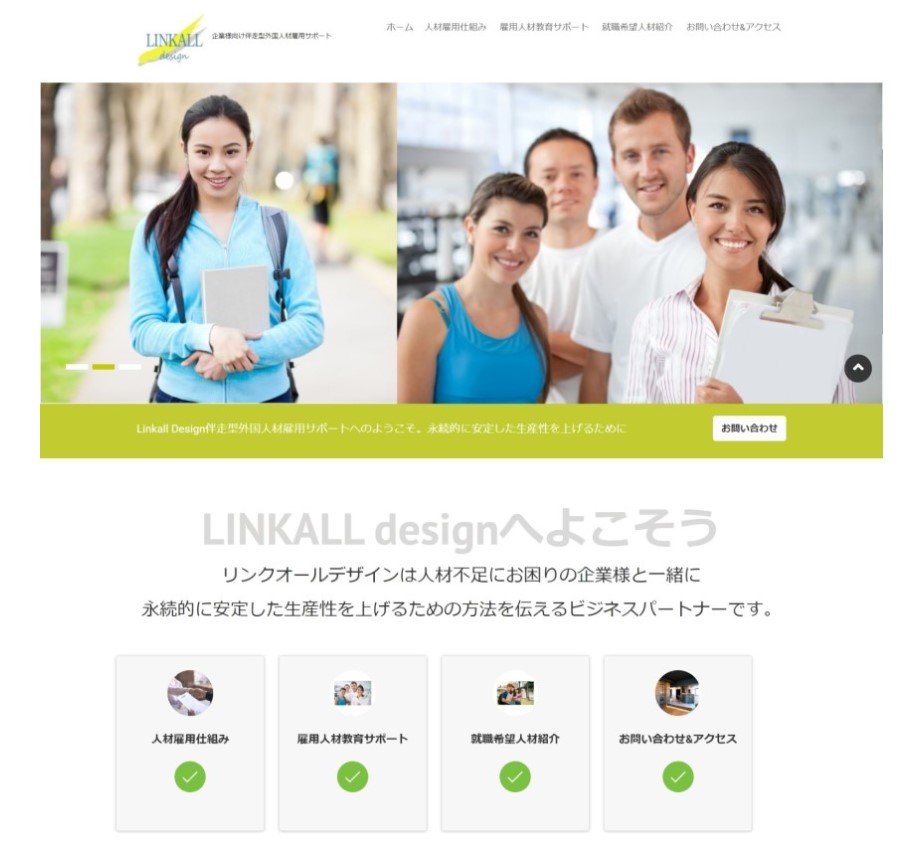 LINKALL
design
企業様向け伴走型外国人材雇用サポート
ホーム 人材雇用仕組み 雇用人材教育サポート 就職希望人材紹介 お問い合わせ&アクセス
Linkall Design伴走型外国人材雇用サポートへのようこそ。永続的に安定した生産性を上げるために
お問い合わせ
LINKALL designへよこそう
リンクオールデザインは人材不足にお困りの企業様と一緒に
永続的に安定した生産性を上げるための方法を伝えるビジネスパートナーです。
人材雇用仕組み
雇用人材教育サポート
就職希望人材紹介
お問い合わせ&アクセス